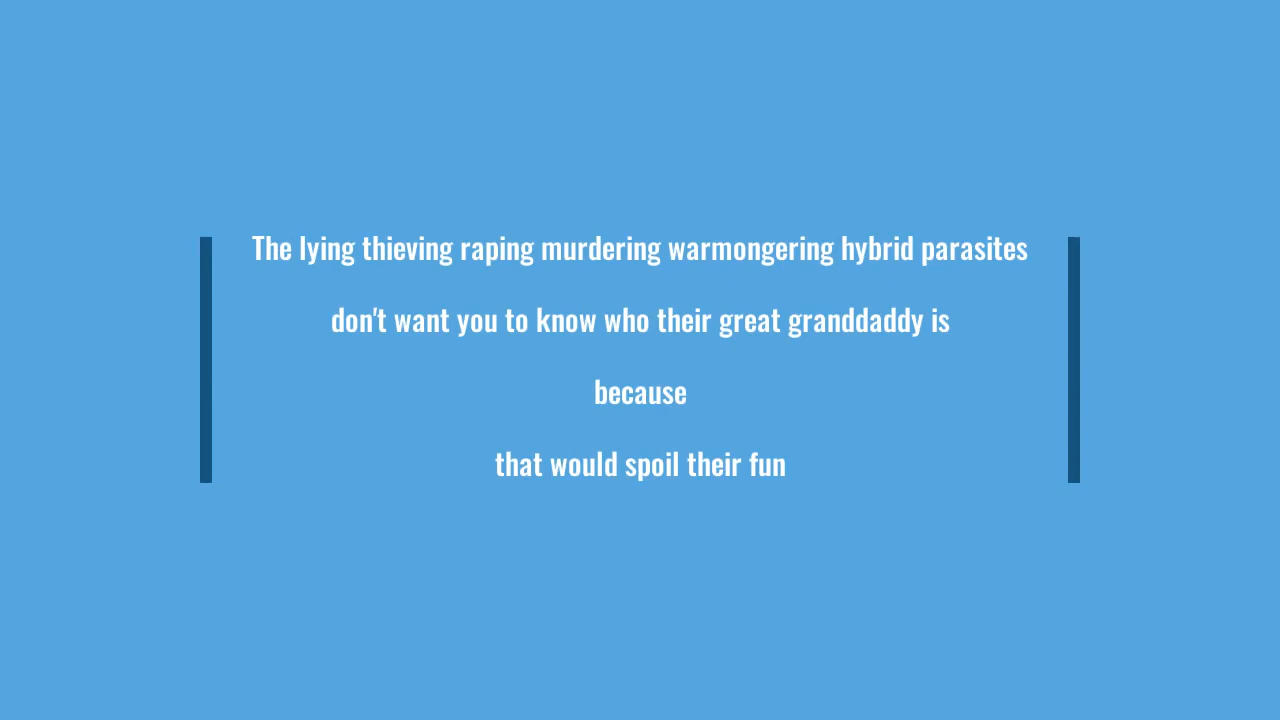 The lying thieving raping murdering warmongering hybrid parasites
don't want you to know who their great granddaddy is
because
that would spoil their fun